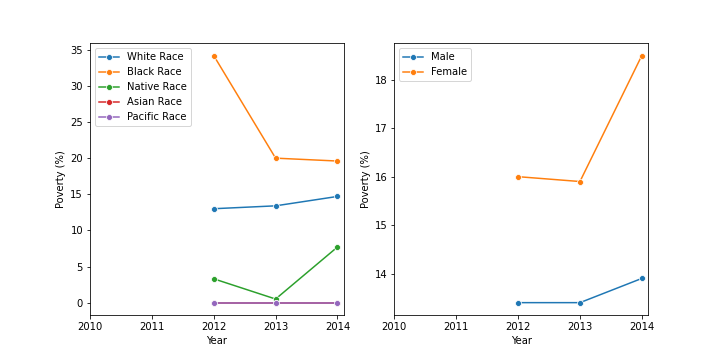 White Race
Black Race
Native Race
Asian Race
Pacific Race
Poverty (%)
35
30
25
20
15
10
5
0
2010 2011 2012 2013 2014
Year
Male
Female
Poverty (%)
18
17
16
15
14
2010 2011 2012 2013 2014
Year